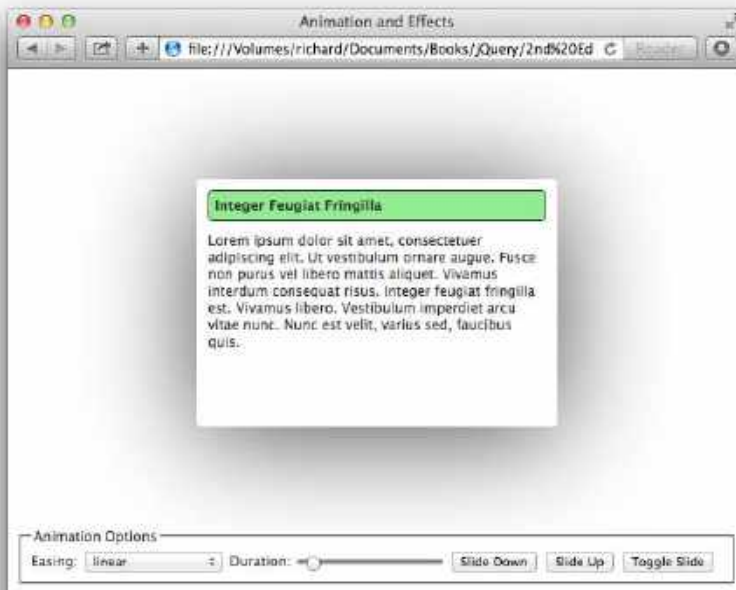 Animation and Effects
file:///Volumes/richard/Documents/Books/jQuery/2nd%20Ed
Reader
Integer Feugiat Fringilla
Lorem ipsum dolor sit amet, consectetuer
adipiscing elit. Ut vestibulum ornare augue. Fusce
non purus vel libero mattis aliquet. Vivamus
interdum consequat risus. Integer feugiat fringilla
est. Vivamus libero. Vestibulum imperdiet arcu
vitae nunc. Nunc est velit, varius sed, faucibus
quis.
Animation Options
Easing: linear Duration: Slide Down Slide Up Toggle Slide